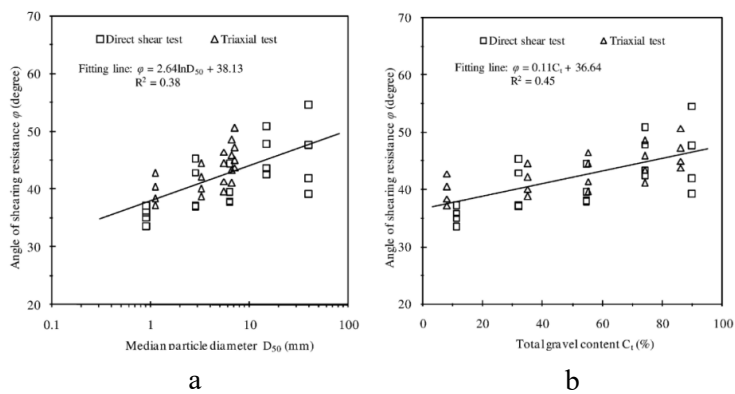 70
60
50
40
30
20
Angle of shearing resistance φ (degree)
Direct shear test Triaxial test
Fitting line: φ = 2.64lnD50 + 38.13
R² = 0.38
0.1 1 10 100
Median particle diameter D50 (mm)
a
70
60
50
40
30
20
Angle of shearing resistance φ (degree)
Direct shear test Triaxial test
Fitting line: φ = 0.11Ct + 36.64
R² = 0.45
0 20 40 60 80 100
Total gravel content Ct (%)
b